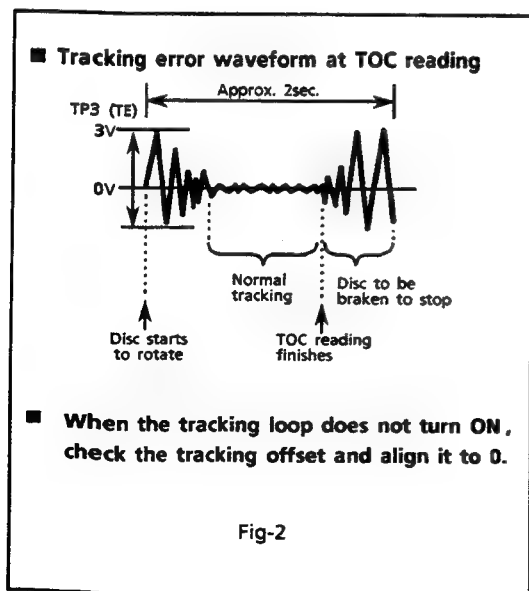 ■ Tracking error waveform at TOC reading
Approx. 2sec.
TP3 (TE)
3V
0V
Normal
tracking
Disc to be
braken to stop
Disc starts
to rotate
TOC reading
finishes
■ When the tracking loop does not turn ON,
check the tracking offset and align it to 0.
Fig-2